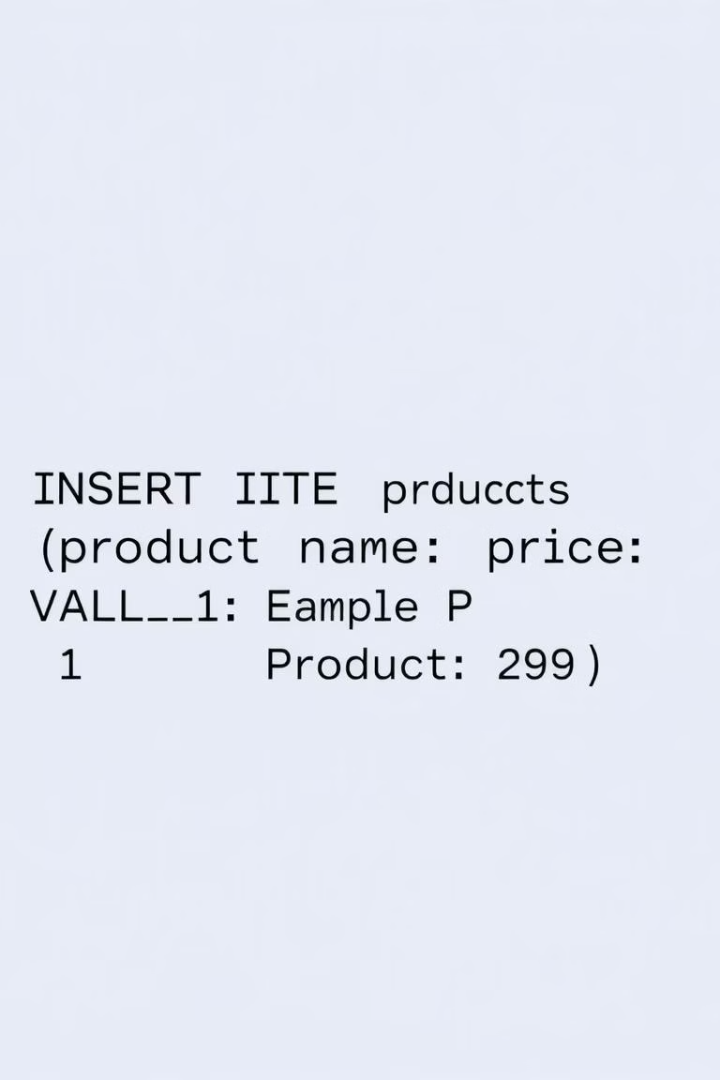 INSERT IITE prduccts
(product name: price:
VALL__1: Eample P
1 Product: 299)